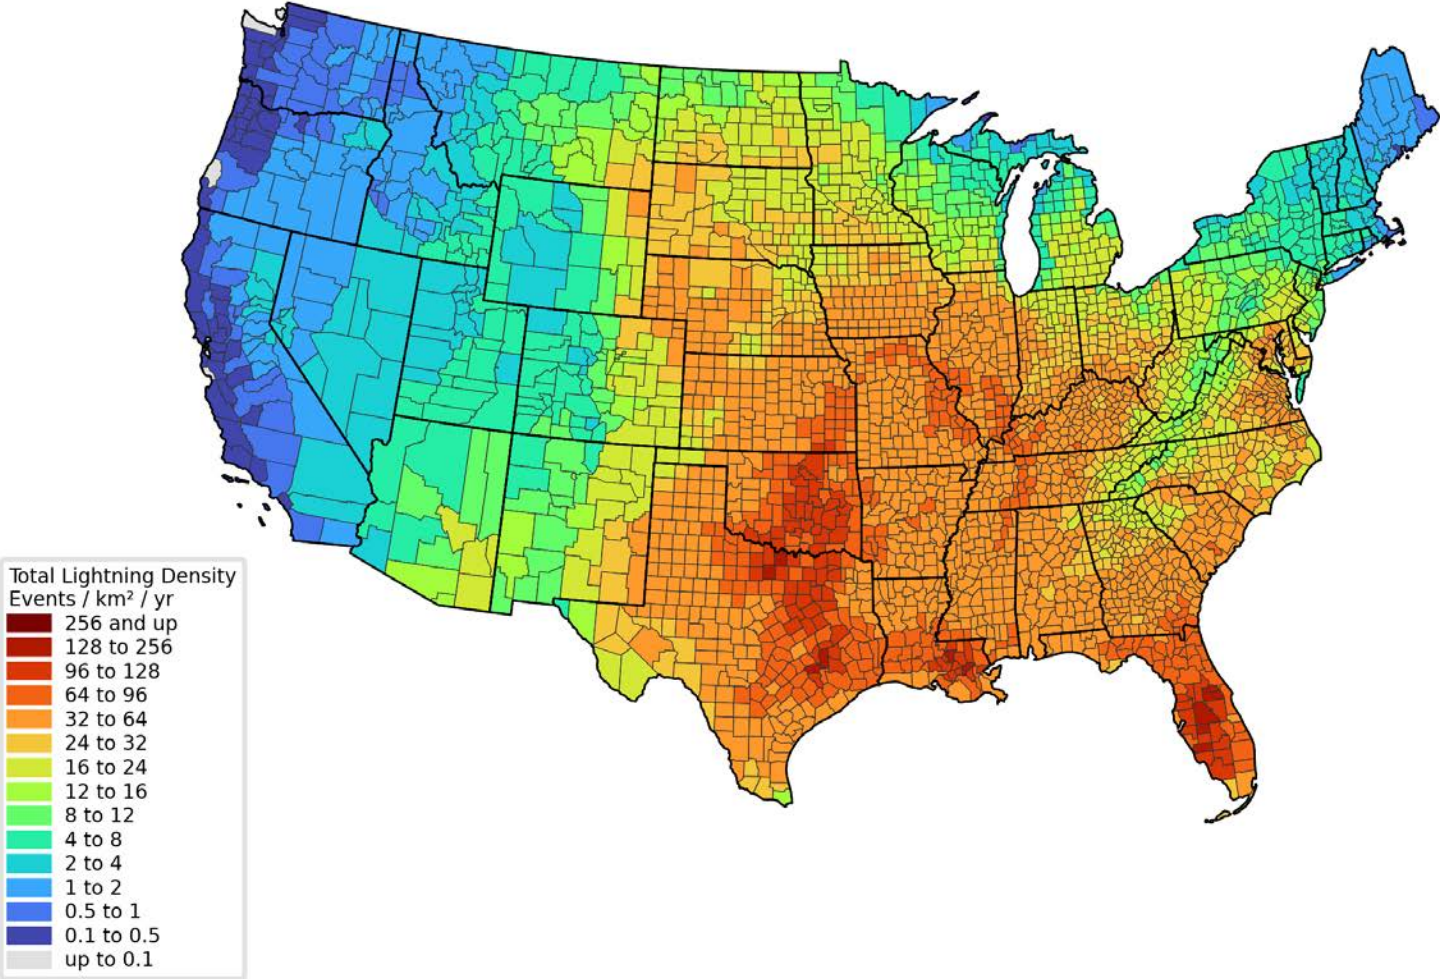 Total Lightning Density
Events / km² / yr
256 and up
128 to 256
96 to 128
64 to 96
32 to 64
24 to 32
16 to 24
12 to 16
8 to 12
4 to 8
2 to 4
1 to 2
0.5 to 1
0.1 to 0.5
up to 0.1